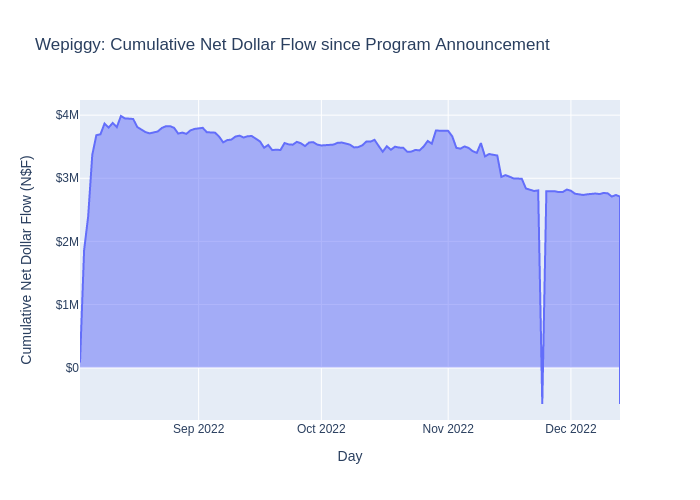 Wepiggy: Cumulative Net Dollar Flow since Program Announcement
Cumulative Net Dollar Flow (N$F)
$4M
$3M
$2M
$1M
$0
Sep 2022
Oct 2022
Nov 2022
Dec 2022
Day